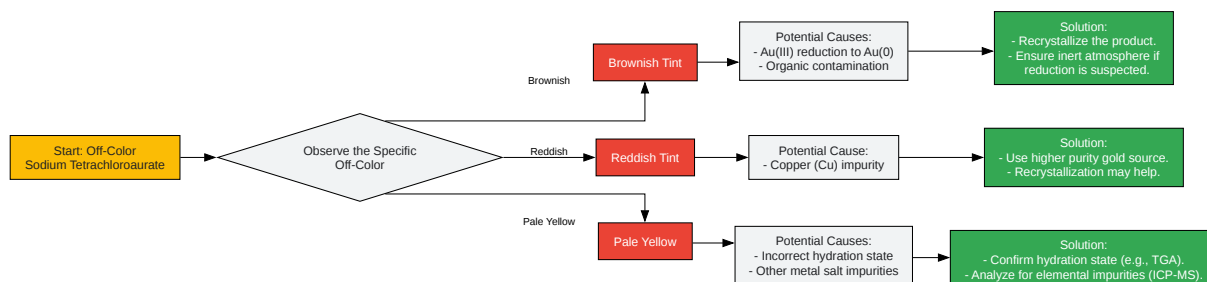 Start: Off-Color
Sodium Tetrachloroaurate
Observe the Specific
Off-Color
Brownish
Brownish Tint
Potential Causes:
- Au(III) reduction to Au(0)
- Organic contamination
Solution:
- Recrystallize the product.
- Ensure inert atmosphere if
reduction is suspected.
Reddish
Reddish Tint
Potential Cause:
- Copper (Cu) impurity
Solution:
- Use higher purity gold source.
- Recrystallization may help.
Pale Yellow
Pale Yellow
Potential Causes:
- Incorrect hydration state
- Other metal salt impurities
Solution:
- Confirm hydration state (e.g., TGA).
- Analyze for elemental impurities (ICP-MS).